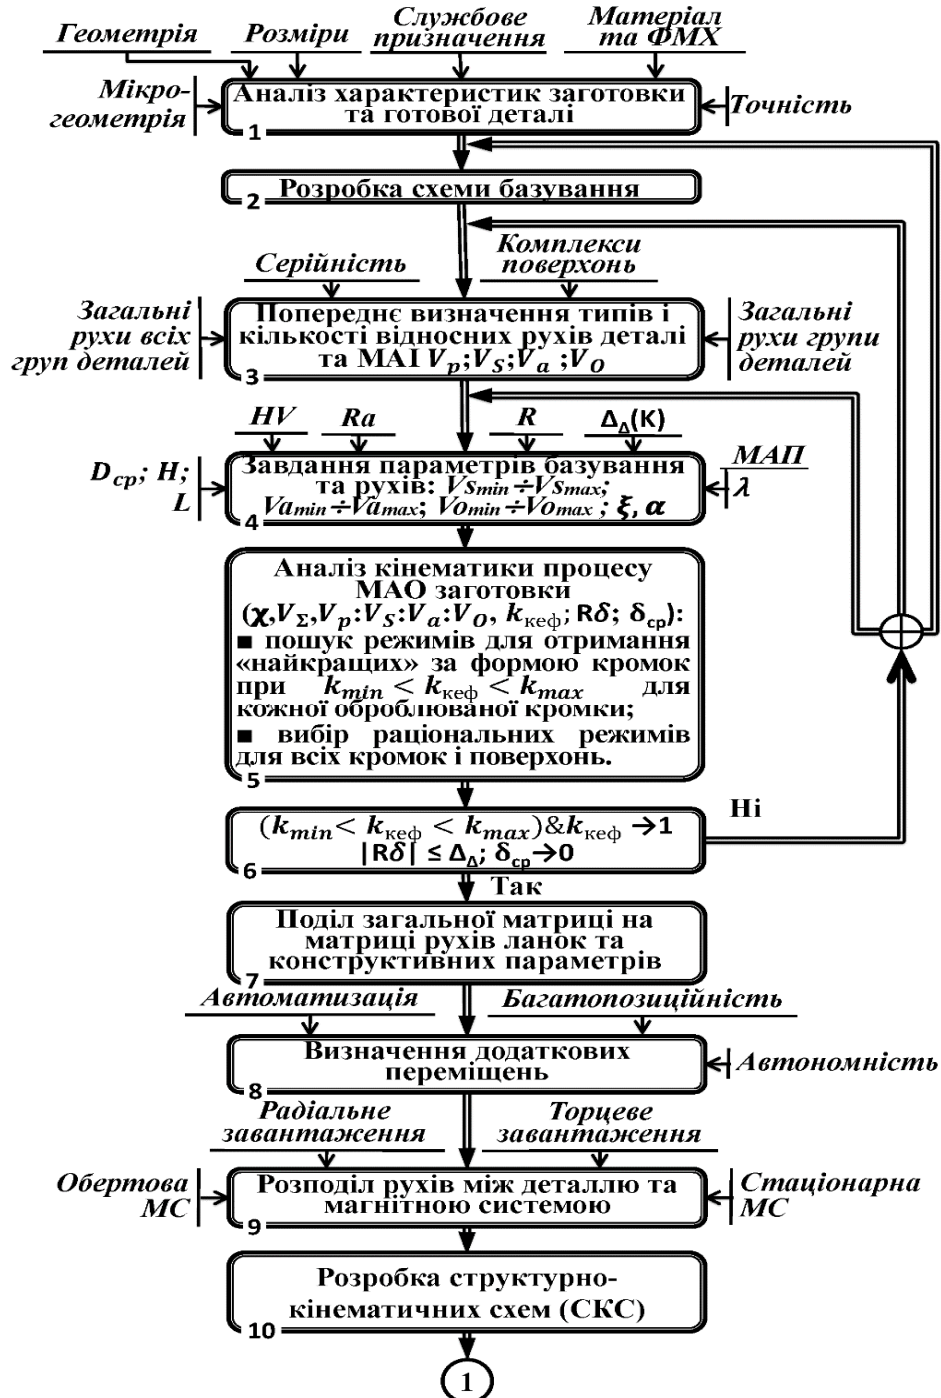 Геометрія
Розміри
Службове
призначення
Матеріал
та ФМХ
Мікро-
геометрія
Аналіз характеристик заготовки
та готової деталі
1
Точність
Розробка схеми базування
2
Серійність
Комплекси
поверхонь
Загальні
рухи всіх
груп деталей
Попереднє визначення типів і
кількості відносних рухів деталі
та МАІ Vp;VS;Va ;VO
3
Загальні
рухи групи
деталей
HV
Ra
R
Δ_Δ(K)
Dcp; H;
L
Завдання параметрів базування
та рухів: Vsmin÷Vsmax;
Vamin÷Vamax; Vomin÷Vomax ; ξ, α
4
МАП
λ
Аналіз кінематики процесу
МАО заготовки
(χ,VΣ,Vp:VS:Va:VO, kкеф; Rδ; δcp):
■ пошук режимів для отримання
«найкращих» за формою кромок
при kmin < kкеф < kmax для
кожної оброблюваної кромки;
■ вибір раціональних режимів
для всіх кромок і поверхонь.
5
(kmin< kкеф < kmax)&kкеф →1
|Rδ| ≤ Δ_Δ; δcp→0
6
Ні
Так
Поділ загальної матриці на
матриці рухів ланок та
конструктивних параметрів
7
Автоматизація
Багатопозиційність
Визначення додаткових
переміщень
8
Автономність
Радіальне
завантаження
Торцеве
завантаження
Обертова
МС
Розподіл рухів між деталлю та
магнітною системою
9
Стаціонарна
МС
Розробка структурно-
кінематичних схем (СКС)
10
1